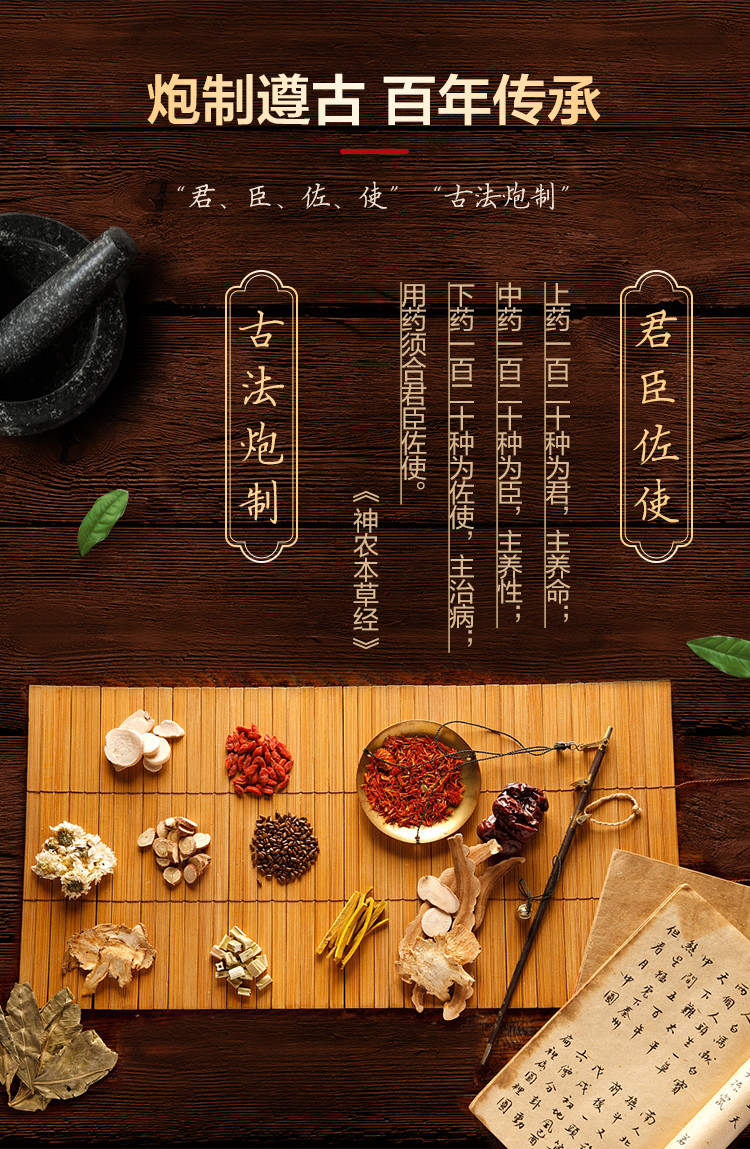 炮制遵古 百年传承
“君、臣、佐、使” “古法炮制”
君臣佐使
上药一百二十种为君，主养命；
中药一百二十种为臣，主养性；
下药一百二十种为佐使，主治病；
用药须合君臣佐使。
《神农本草经》
古法炮制